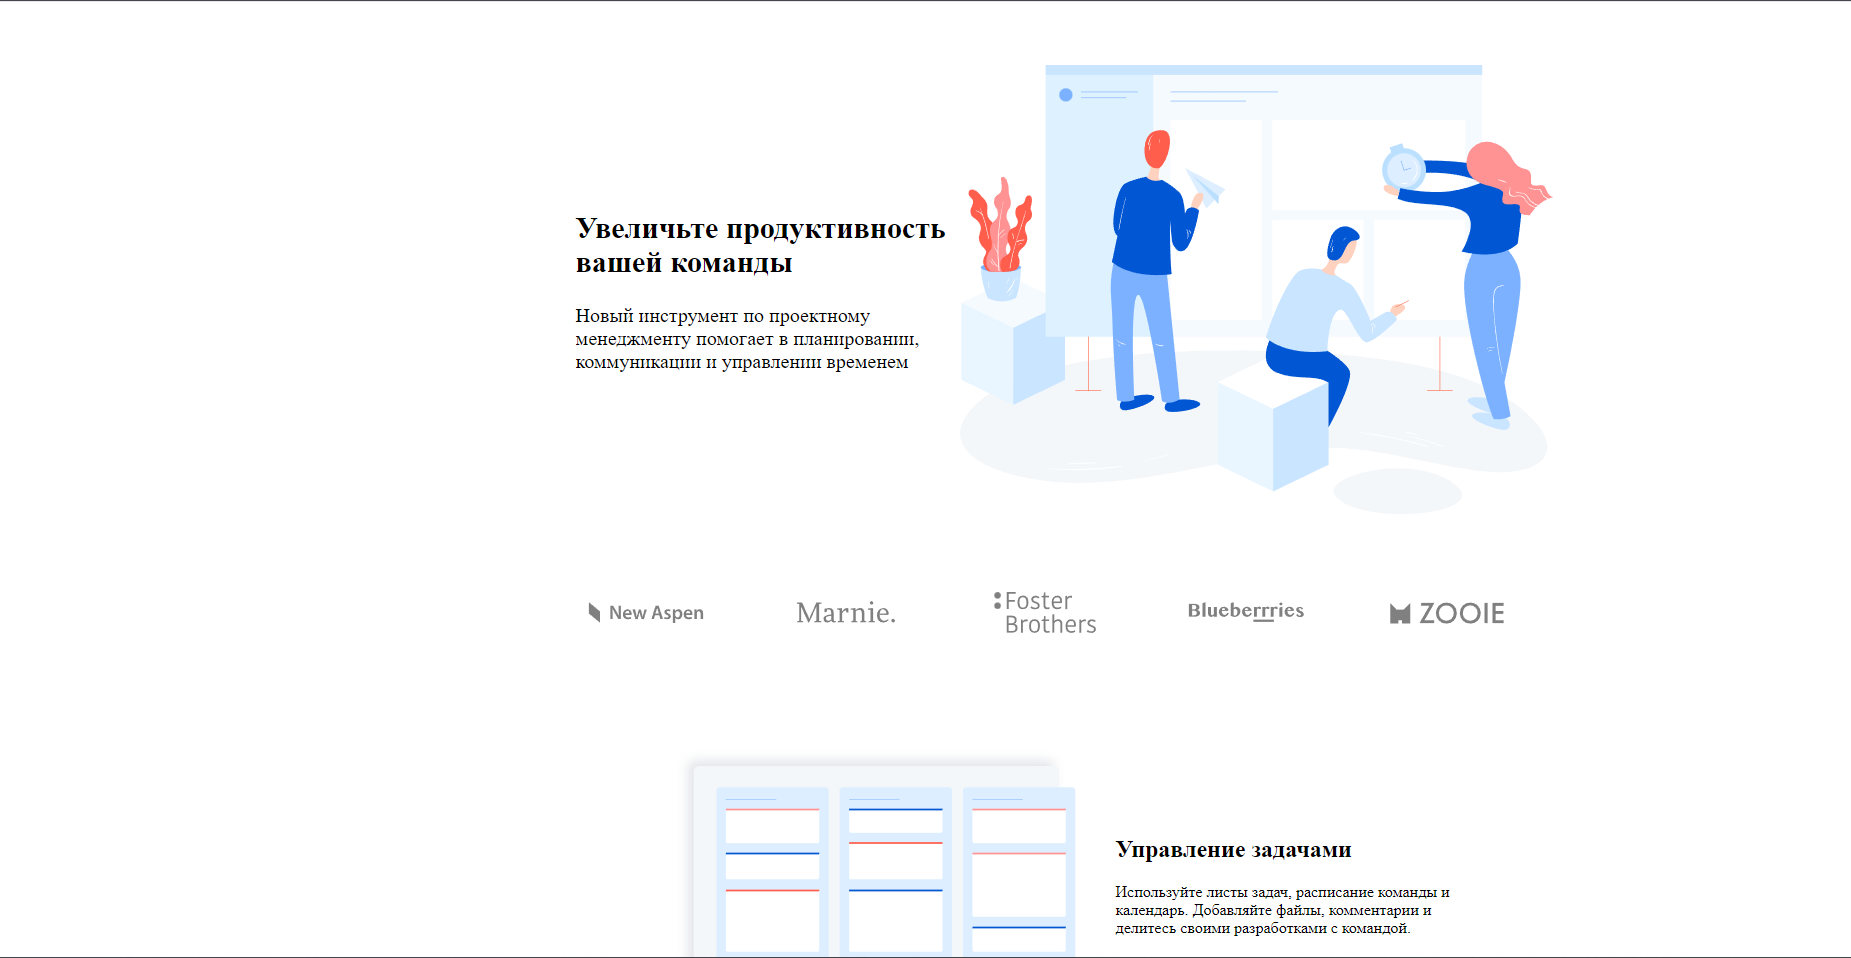 Увеличьте продуктивность
вашей команды
Новый инструмент по проектному
менеджменту помогает в планировании,
коммуникации и управлении временем
New Aspen
Marnie.
Foster
Brothers
Blueberrries
ZOOIE
Управление задачами
Используйте листы задач, расписание команды и
календарь. Добавляйте файлы, комментарии и
делитесь своими разработками с командой.